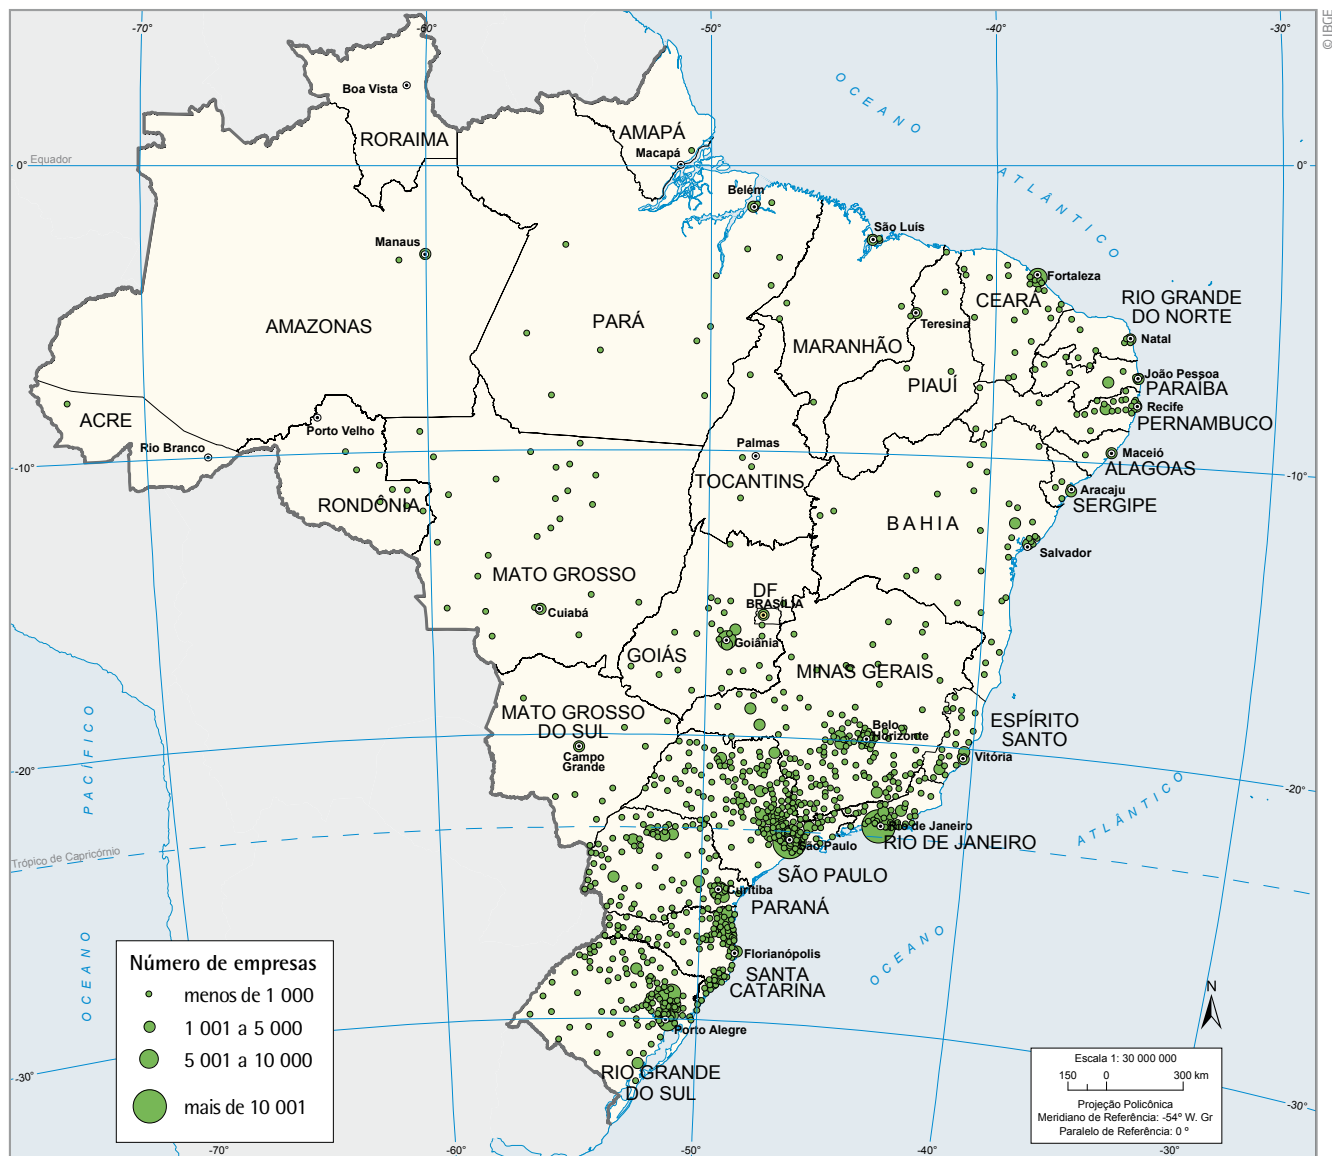 © IBGE
-70°
-60°
-50°
-40°
-30°
OCEANO
ATLÂNTICO
Boa Vista
RORAIMA
AMAPÁ
Macapá
0°
Equador
0°
Belém
São Luís
Manaus
Fortaleza
CEARÁ
RIO GRANDE
DO NORTE
Natal
AMAZONAS
PARÁ
Teresina
MARANHÃO
PIAUÍ
João Pessoa
PARAÍBA
Recife
PERNAMBUCO
ACRE
Porto Velho
Rio Branco
Palmas
Maceió
ALAGOAS
-10°
-10°
TOCANTINS
Aracaju
SERGIPE
RONDÔNIA
BAHIA
Salvador
MATO GROSSO
DF
BRASÍLIA
Cuiabá
Goiânia
GOIÁS
MINAS GERAIS
MATO GROSSO
DO SUL
Belo
Horizonte
ESPÍRITO
SANTO
Campo
Grande
Vitória
PACÍFICO
-20°
-20°
ATLÂNTICO
Rio de Janeiro
RIO DE JANEIRO
Trópico de Capricórnio
São Paulo
SÃO PAULO
Curitiba
PARANÁ
OCEANO
OCEANO
Florianópolis
SANTA
CATARINA
Porto Alegre
RIO GRANDE
DO SUL
-30°
-30°
Número de empresas
menos de 1 000
1 001 a 5 000
5 001 a 10 000
mais de 10 001
N
Escala 1: 30 000 000
150 0 300 km
Projeção Policônica
Meridiano de Referência: -54º W. Gr
Paralelo de Referência: 0 º
-70°
-60°
-50°
-40°
-30°